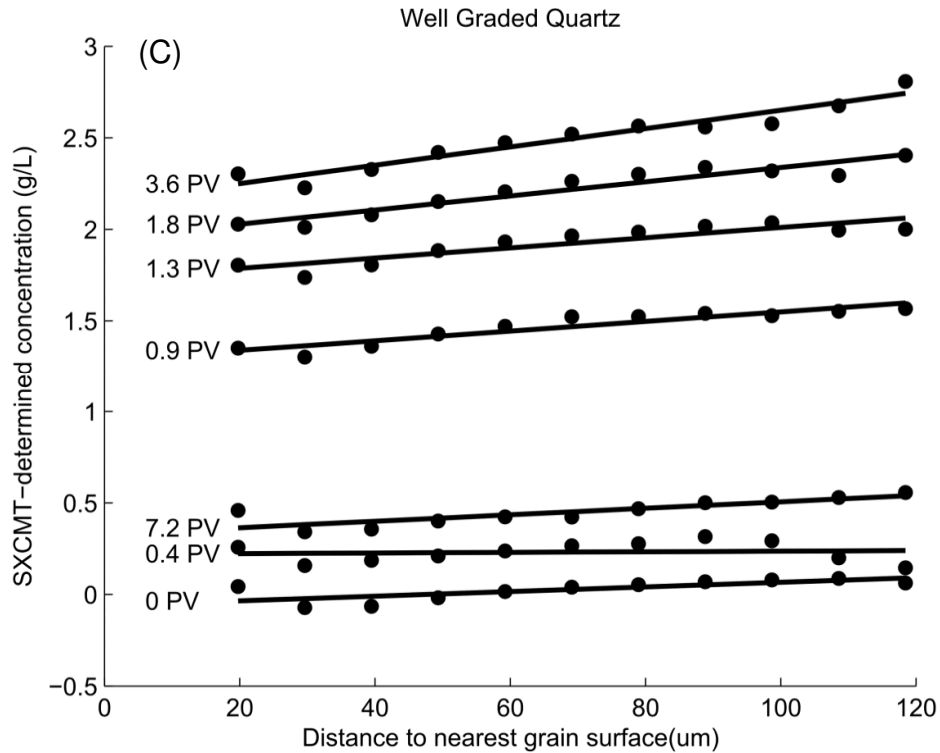 Well Graded Quartz
(C)
3
2.5
2
1.5
1
0.5
0
−0.5
SXCMT−determined concentration (g/L)
3.6 PV
1.8 PV
1.3 PV
0.9 PV
7.2 PV
0.4 PV
0 PV
0 20 40 60 80 100 120
Distance to nearest grain surface(um)